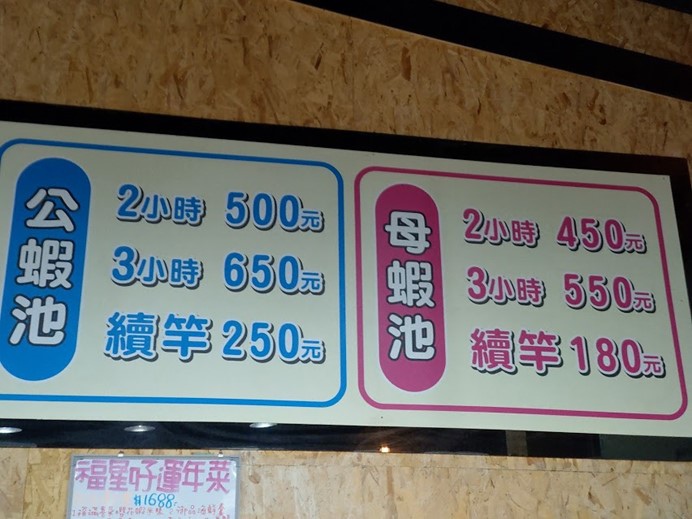 公蝦池
2小時 500元
3小時 650元
續竿 250元
母蝦池
2小時 450元
3小時 550元
續竿 180元
福星好運年菜
$1688